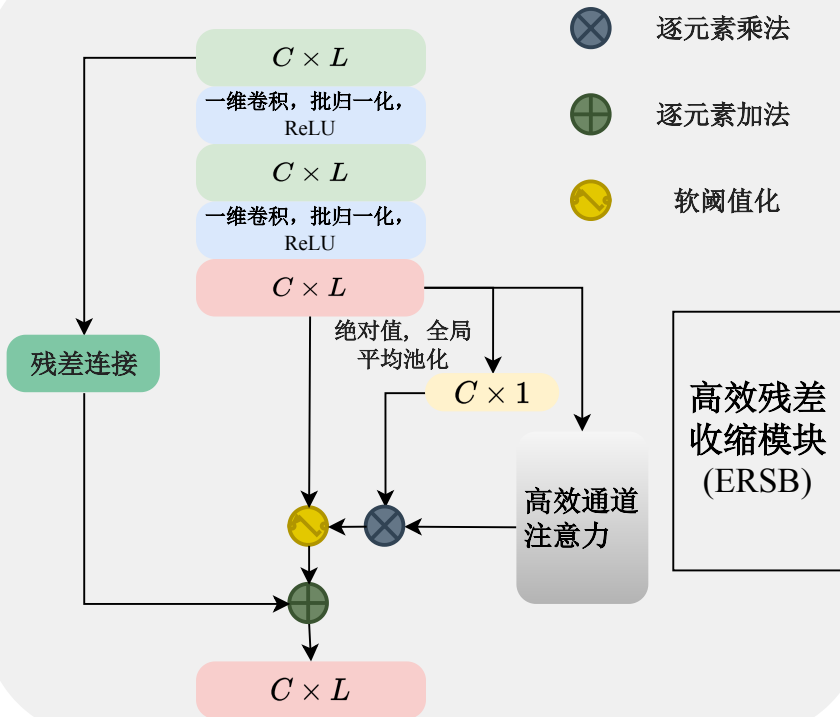 C × L
一维卷积，批归一化，
ReLU
C × L
一维卷积，批归一化，
ReLU
C × L
绝对值，全局
平均池化
C × 1
残差连接
高效通道
注意力
C × L
逐元素乘法
逐元素加法
软阈值化
高效残差
收缩模块
(ERSB)